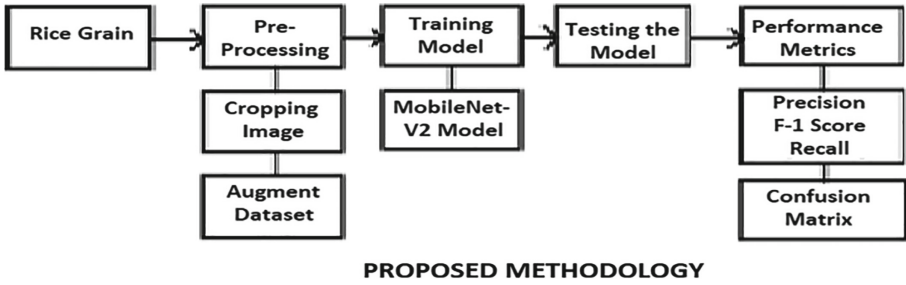 Rice Grain
Pre-
Processing
Training
Model
Testing the
Model
Performance
Metrics
Cropping
Image
MobileNet-
V2 Model
Precision
F-1 Score
Recall
Augment
Dataset
Confusion
Matrix
PROPOSED METHODOLOGY